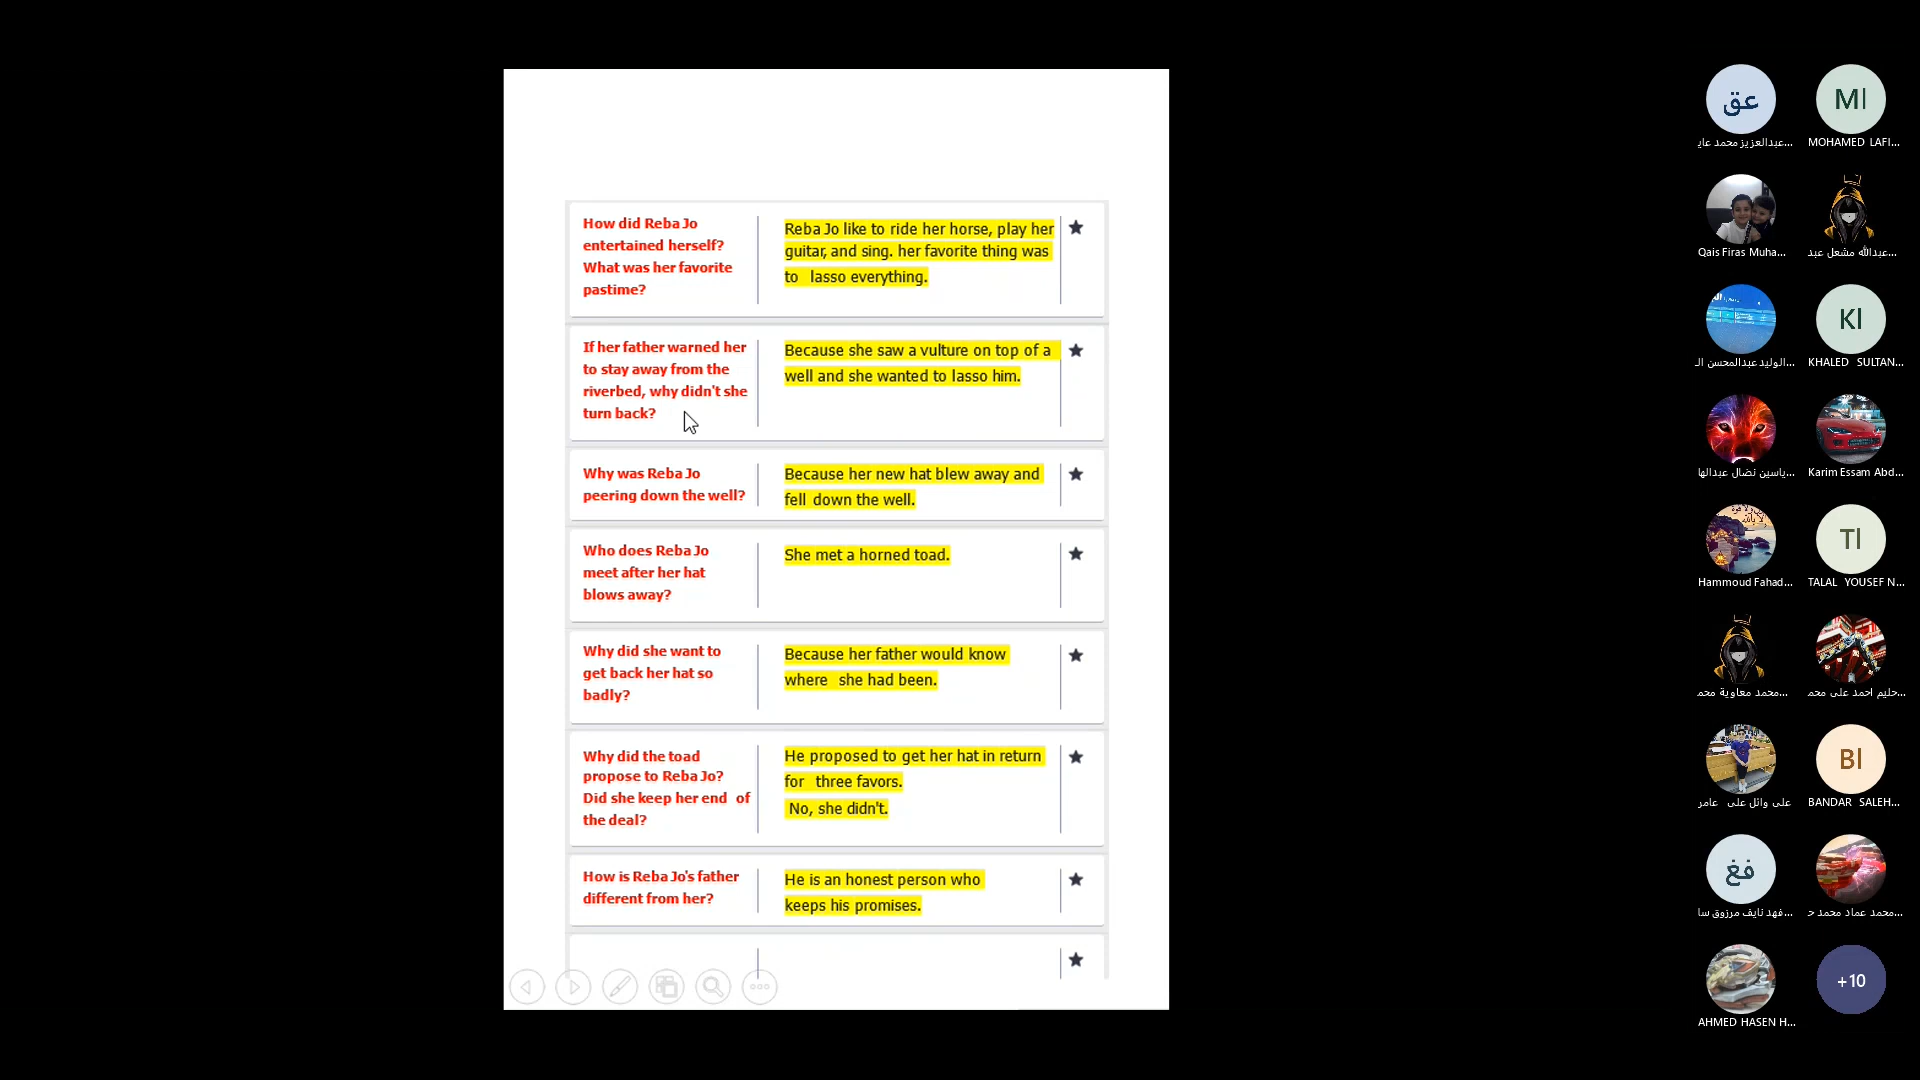 How did Reba Jo
entertained herself?
What was her favorite
pastime?
Reba Jo like to ride her horse, play her
guitar, and sing. her favorite thing was
to lasso everything.
If her father warned her
to stay away from the
riverbed, why didn't she
turn back?
Because she saw a vulture on top of a
well and she wanted to lasso him.
Why was Reba Jo
peering down the well?
Because her new hat blew away and
fell down the well.
Who does Reba Jo
meet after her hat
blows away?
She met a horned toad.
Why did she want to
get back her hat so
badly?
Because her father would know
where she had been.
Why did the toad
propose to Reba Jo?
Did she keep her end of
the deal?
He proposed to get her hat in return
for three favors.
No, she didn't.
How is Reba Jo's father
different from her?
He is an honest person who
keeps his promises.
عق
عبدالعزيز محمد عاي...
Ml
MOHAMED LAFI...
Qais Firas Muha...
عبدالله مشعل عبد...
الوليد عبدالمحسن الـ...
Kl
KHALED SULTAN...
ياسين نضال عبدالها...
Karim Essam Abd...
Hammoud Fahad...
Tl
TALAL YOUSEF N...
محمد معاوية محمـ...
حليم احمد على محمـ...
على وائل على عامر
Bl
BANDAR SALEH...
فغ
فهد نايف مرزوق سا...
محمد عماد محمد حـ...
AHMED HASEN H...
+10